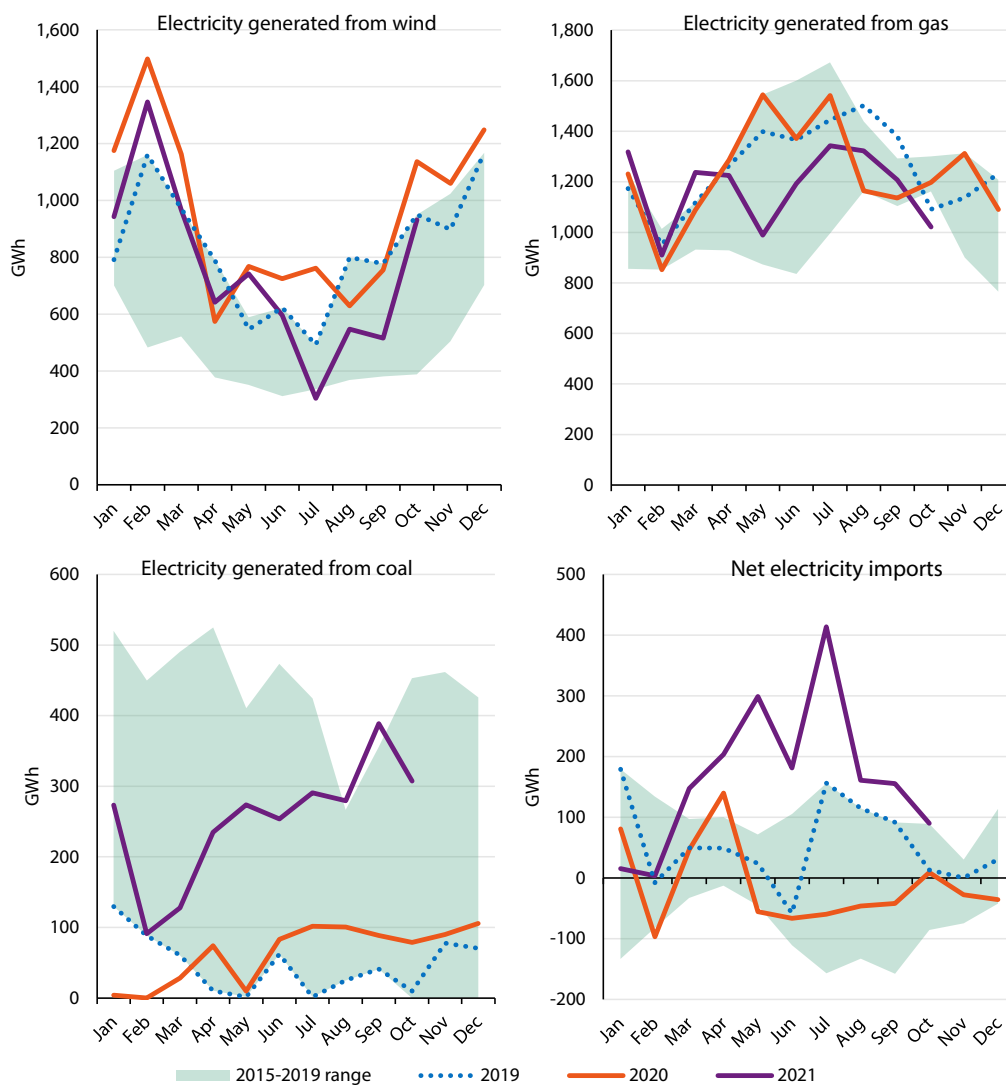 Electricity generated from wind
GWh
1,600
1,400
1,200
1,000
800
600
400
200
0
Jan
Feb
Mar
Apr
May
Jun
Jul
Aug
Sep
Oct
Nov
Dec
Electricity generated from gas
GWh
1,800
1,600
1,400
1,200
1,000
800
600
400
200
0
Jan
Feb
Mar
Apr
May
Jun
Jul
Aug
Sep
Oct
Nov
Dec
Electricity generated from coal
GWh
600
500
400
300
200
100
0
Jan
Feb
Mar
Apr
May
Jun
Jul
Aug
Sep
Oct
Nov
Dec
Net electricity imports
GWh
500
400
300
200
100
0
-100
-200
Jan
Feb
Mar
Apr
May
Jun
Jul
Aug
Sep
Oct
Nov
Dec
2015-2019 range
2019
2020
2021